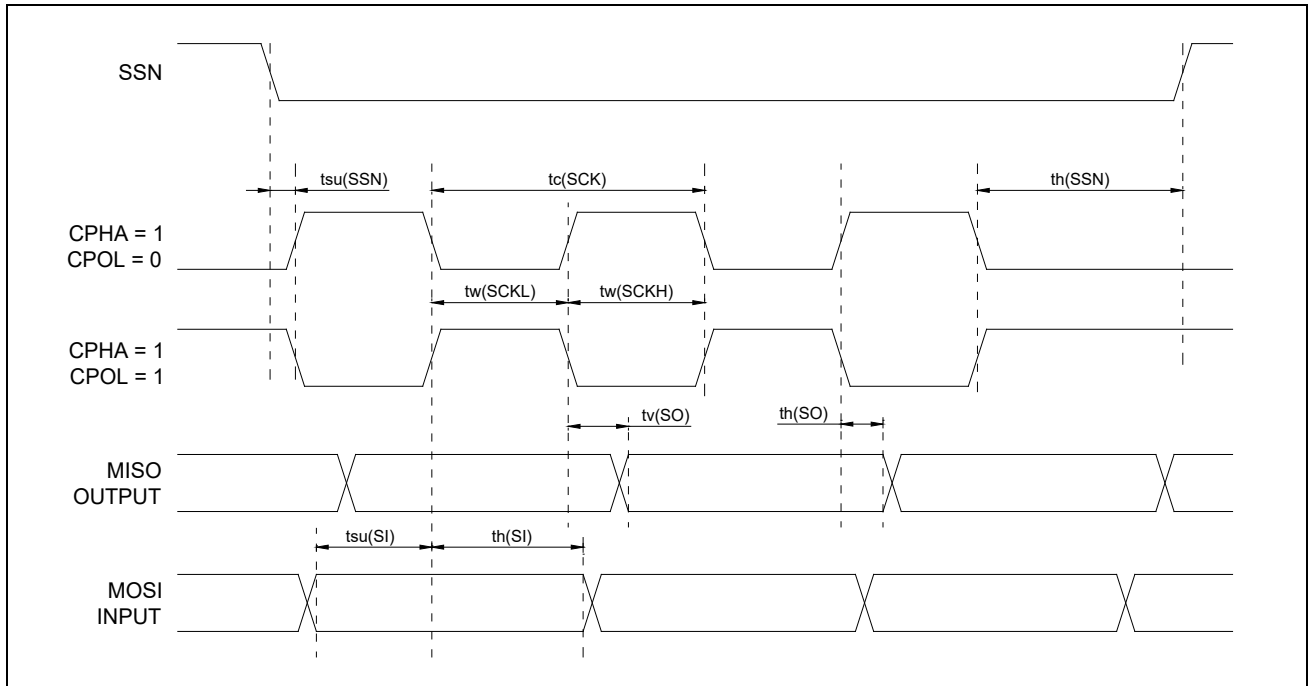 SSN
tsu(SSN)
tc(SCK)
th(SSN)
CPHA = 1
CPOL = 0
tw(SCKL)
tw(SCKH)
CPHA = 1
CPOL = 1
tv(SO)
th(SO)
MISO
OUTPUT
tsu(SI)
th(SI)
MOSI
INPUT